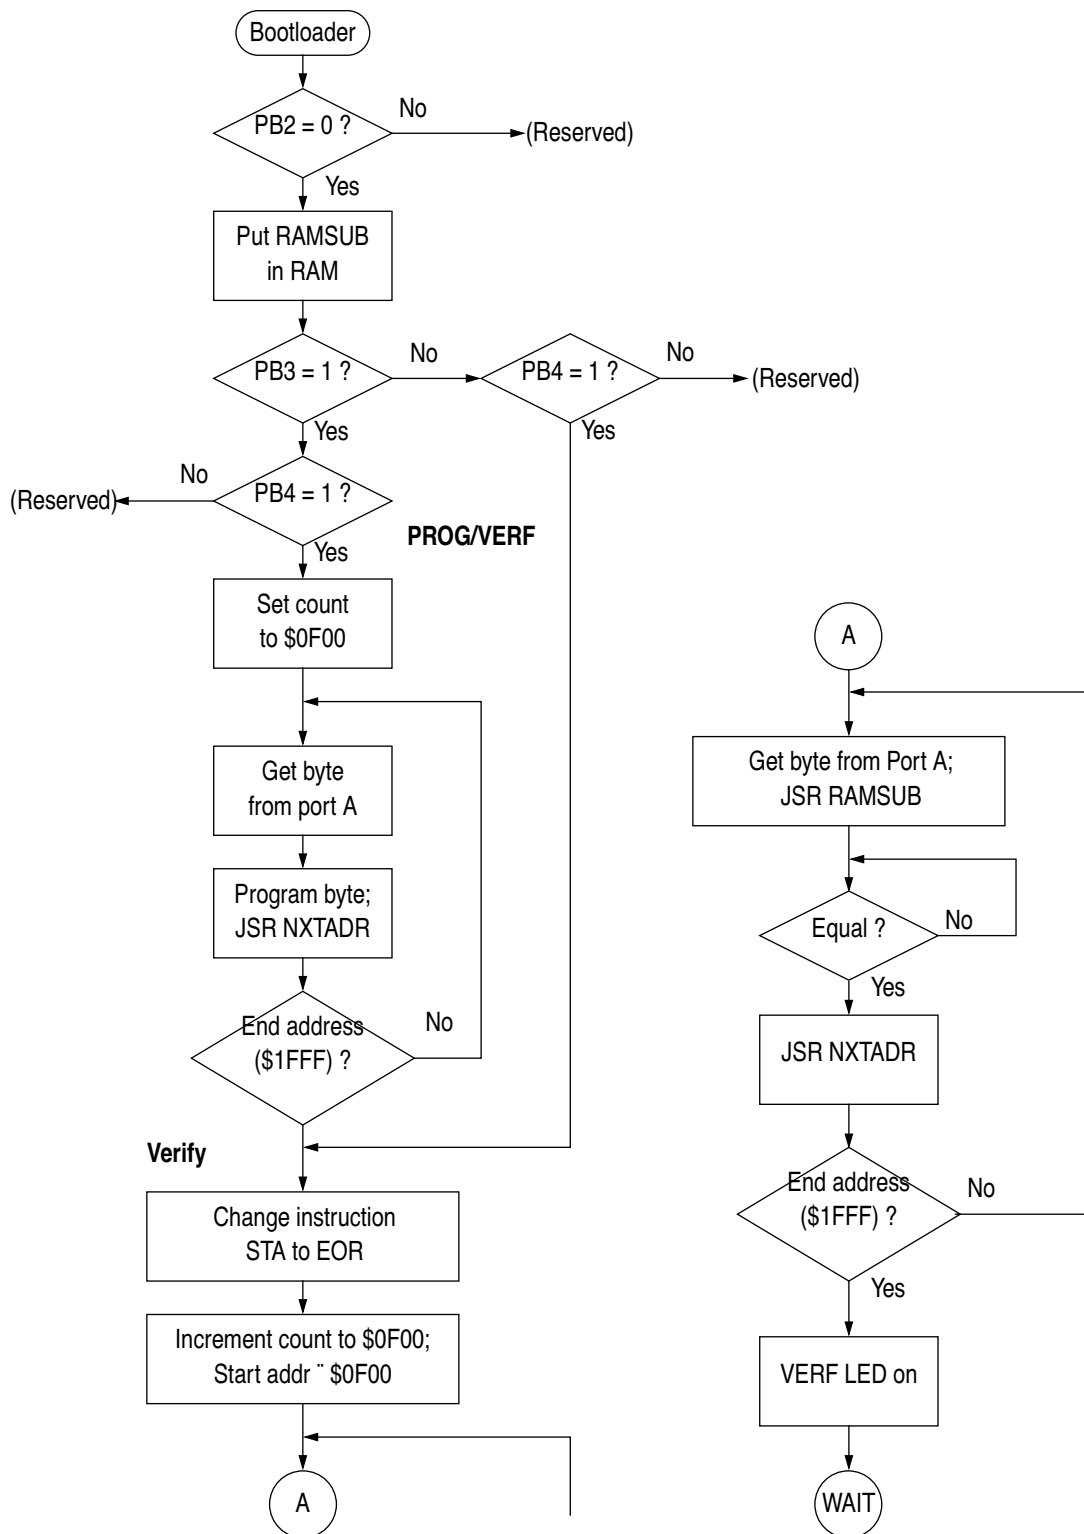 Bootloader
PB2 = 0 ?
No
(Reserved)
Yes
Put RAMSUB
in RAM
PB3 = 1 ?
No
PB4 = 1 ?
No
(Reserved)
Yes
Yes
No
(Reserved)
PB4 = 1 ?
PROG/VERF
Yes
Set count
to $0F00
Get byte
from port A
Program byte;
JSR NXTADR
End address
($1FFF) ?
No
Verify
Change instruction
STA to EOR
Increment count to $0F00;
Start addr ¨ $0F00
A
A
Get byte from Port A;
JSR RAMSUB
Equal ?
No
Yes
JSR NXTADR
End address
($1FFF) ?
No
Yes
VERF LED on
WAIT